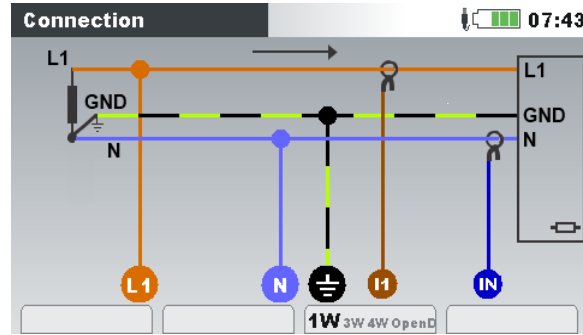 Connection 07:43
L1 L1
GND GND
N N
L1 N I1 IN
1W 3W 4W OpenD